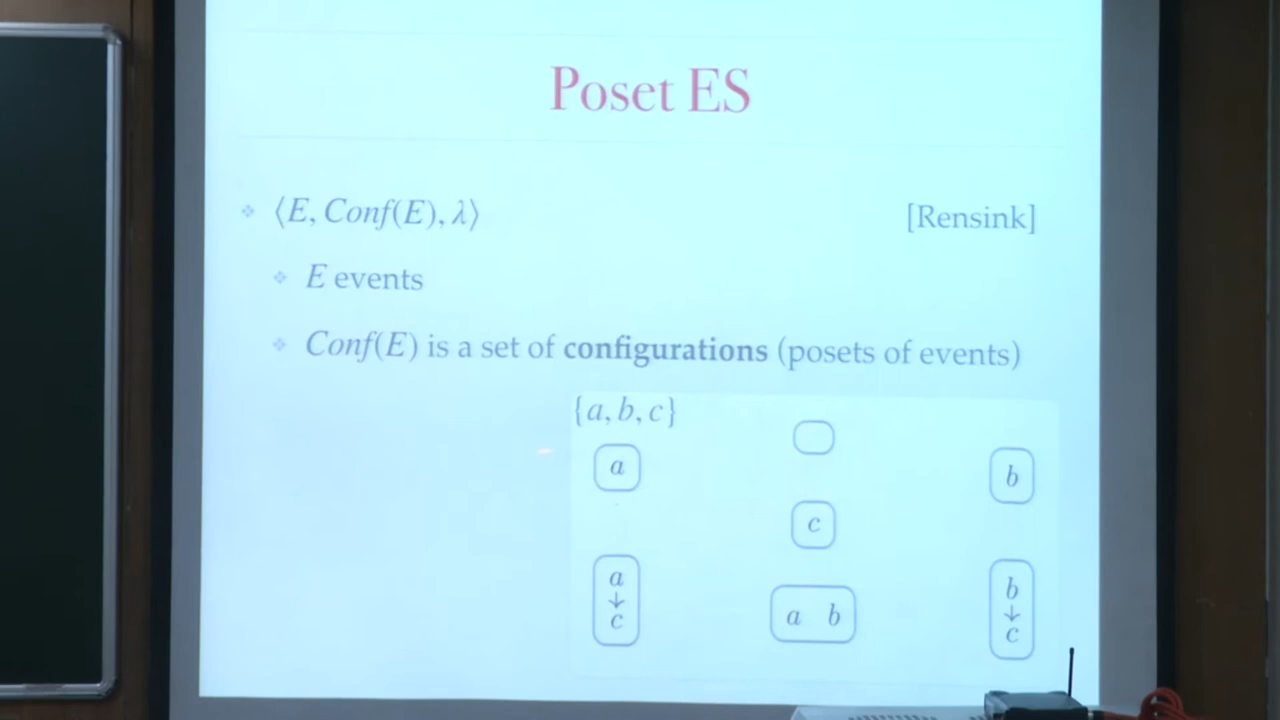 Poset ES
⟨E, Conf(E), λ⟩ [Rensink]
E events
Conf(E) is a set of configurations (posets of events)
{a, b, c}
a
b
c
a
↓
c
a b
b
↓
c